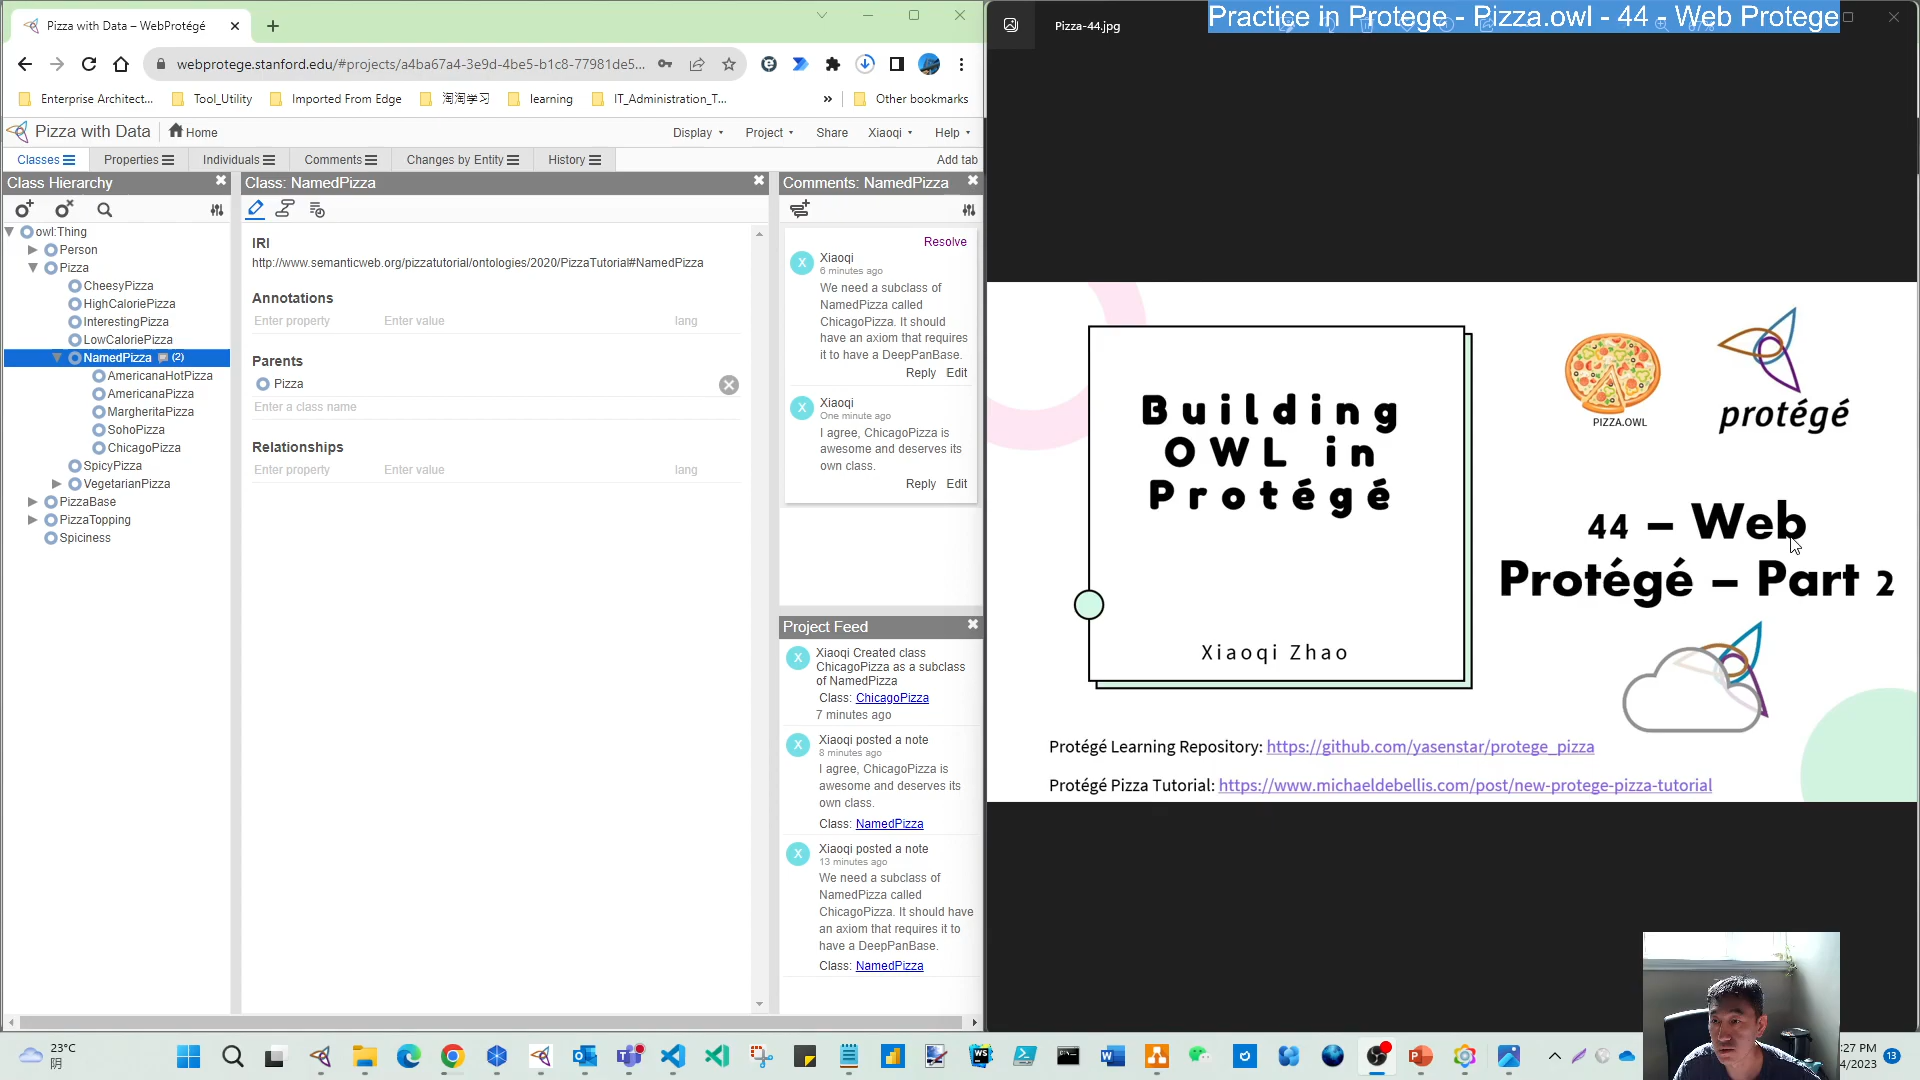 Pizza with Data – WebProtégé
webprotege.stanford.edu/#projects/a4ba67a4-3e9d-4be5-b1c8-77981de5...
Enterprise Architect...
Tool_Utility
Imported From Edge
淘淘学习
learning
IT_Administration_T...
»
Other bookmarks
Pizza with Data
Home
Display
Project
Share
Xiaoqi
Help
Classes
Properties
Individuals
Comments
Changes by Entity
History
Add tab
Class Hierarchy
owl:Thing
Person
Pizza
CheesyPizza
HighCaloriePizza
InterestingPizza
LowCaloriePizza
NamedPizza (2)
AmericanaHotPizza
AmericanaPizza
MargheritaPizza
SohoPizza
ChicagoPizza
SpicyPizza
VegetarianPizza
PizzaBase
PizzaTopping
Spiciness
Class: NamedPizza
IRI
http://www.semanticweb.org/pizzatutorial/ontologies/2020/PizzaTutorial#NamedPizza
Annotations
Enter property
Enter value
lang
Parents
Pizza
Enter a class name
Relationships
Enter property
Enter value
lang
Comments: NamedPizza
Resolve
X
Xiaoqi
6 minutes ago
We need a subclass of
NamedPizza called
ChicagoPizza. It should
have an axiom that requires
it to have a DeepPanBase.
Reply Edit
X
Xiaoqi
One minute ago
I agree, ChicagoPizza is
awesome and deserves its
own class.
Reply Edit
Project Feed
X
Xiaoqi Created class
ChicagoPizza as a subclass
of NamedPizza
Class: ChicagoPizza
7 minutes ago
X
Xiaoqi posted a note
8 minutes ago
I agree, ChicagoPizza is
awesome and deserves its
own class.
Class: NamedPizza
X
Xiaoqi posted a note
13 minutes ago
We need a subclass of
NamedPizza called
ChicagoPizza. It should have
an axiom that requires it to
have a DeepPanBase.
Class: NamedPizza
Pizza-44.jpg
Practice in Protege - Pizza.owl - 44 - Web Protege
Building
OWL in
Protégé
Xiaoqi Zhao
PIZZA.OWL
protégé
44 – Web
Protégé – Part 2
Protégé Learning Repository: https://github.com/yasenstar/protege_pizza
Protégé Pizza Tutorial: https://www.michaeldebellis.com/post/new-protege-pizza-tutorial
23°C
阴
:27 PM
4/2023
13